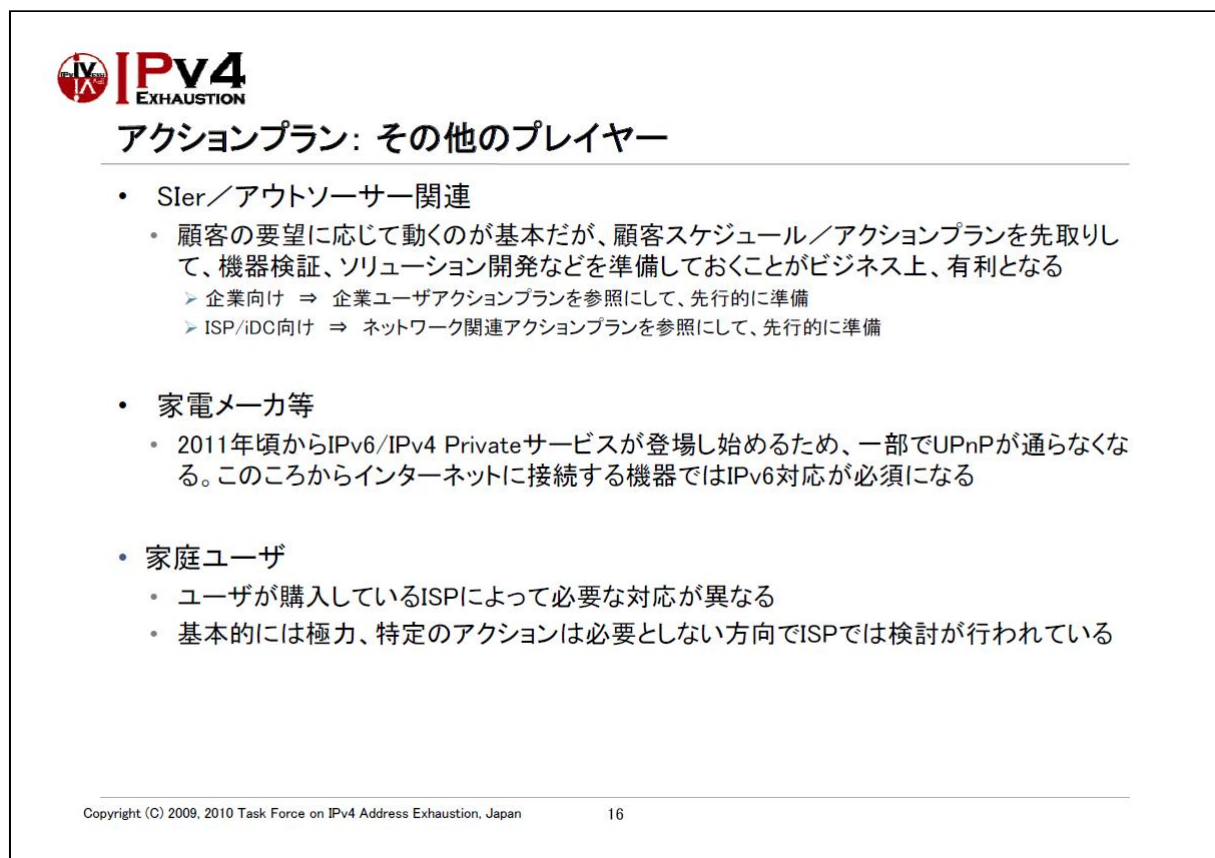 IPv4
EXHAUSTION
アクションプラン： その他のプレイヤー
• SIer／アウトソーサー関連
• 顧客の要望に応じて動くのが基本だが、顧客スケジュール／アクションプランを先取りし
て、機器検証、ソリューション開発などを準備しておくことがビジネス上、有利となる
➢ 企業向け ⇒ 企業ユーザアクションプランを参照にして、先行的に準備
➢ ISP/iDC向け ⇒ ネットワーク関連アクションプランを参照にして、先行的に準備
• 家電メーカ等
• 2011年頃からIPv6/IPv4 Privateサービスが登場し始めるため、一部でUPnPが通らなくな
る。このころからインターネットに接続する機器ではIPv6対応が必須になる
• 家庭ユーザ
• ユーザが購入しているISPによって必要な対応が異なる
• 基本的には極力、特定のアクションは必要としない方向でISPでは検討が行われている
Copyright (C) 2009, 2010 Task Force on IPv4 Address Exhaustion, Japan 16